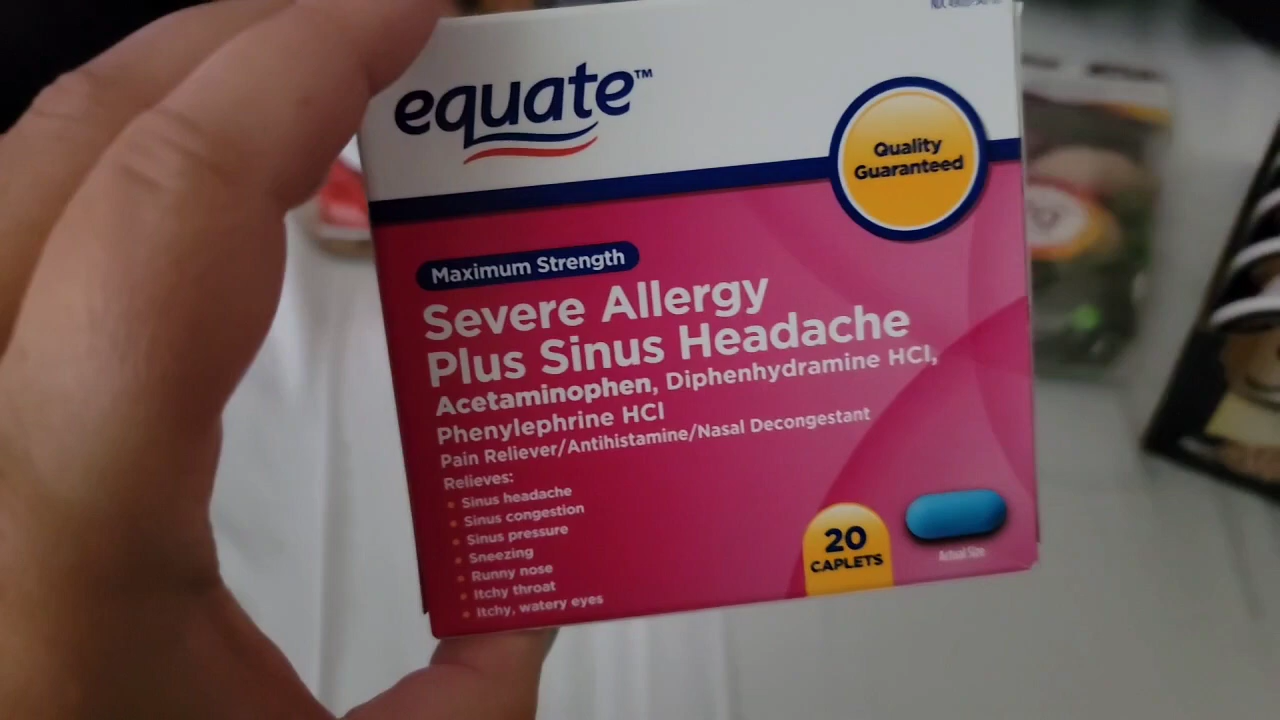 equate™
Quality
Guaranteed
Maximum Strength
Severe Allergy
Plus Sinus Headache
Acetaminophen, Diphenhydramine HCl,
Phenylephrine HCl
Pain Reliever/Antihistamine/Nasal Decongestant
Relieves:
• Sinus headache
• Sinus congestion
• Sinus pressure
• Sneezing
• Runny nose
• Itchy throat
• Itchy, watery eyes
20
CAPLETS
Actual Size